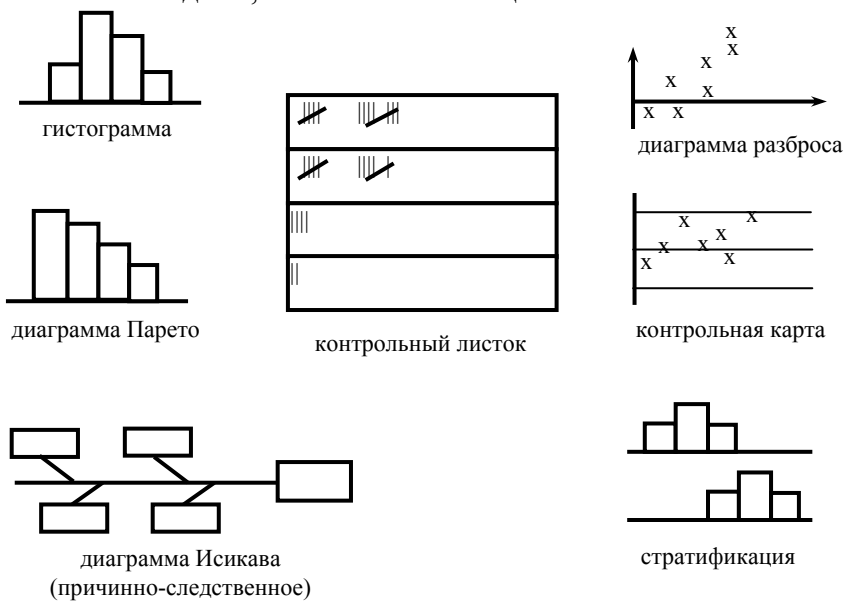 гистограмма
диаграмма разброса
диаграмма Парето
контрольный листок
контрольная карта
диаграмма Исикава
(причинно-следственное)
стратификация
x
x
x
x
x
x
x
x
x
x
x
x
x
x